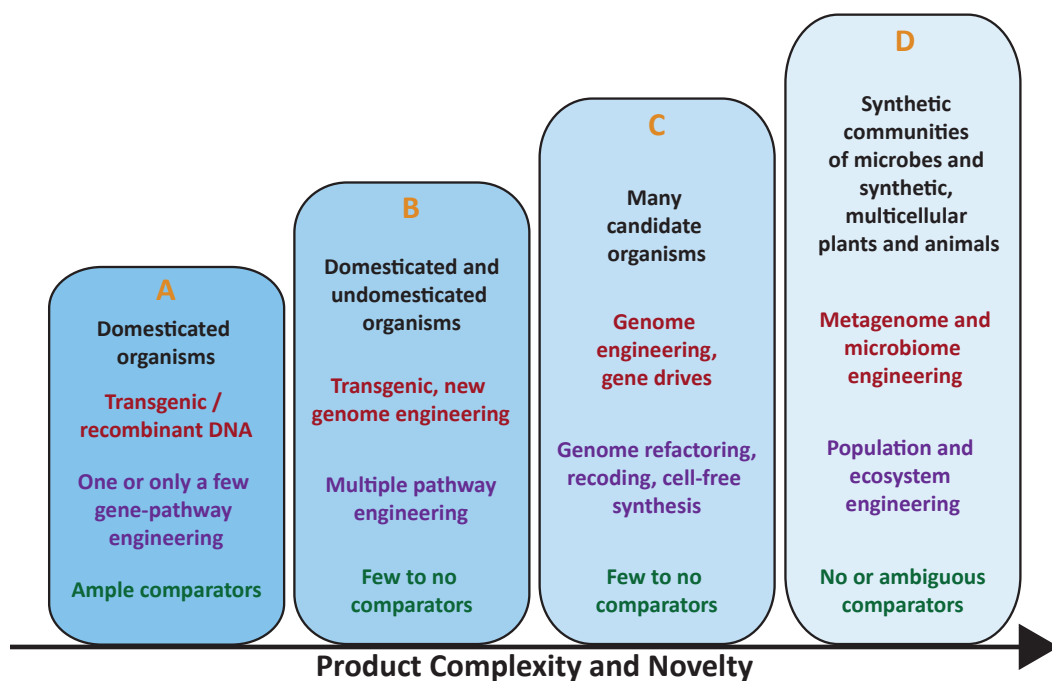 A
Domesticated
organisms
Transgenic /
recombinant DNA
One or only a few
gene-pathway
engineering
Ample comparators
B
Domesticated and
undomesticated
organisms
Transgenic, new
genome engineering
Multiple pathway
engineering
Few to no
comparators
C
Many
candidate
organisms
Genome
engineering,
gene drives
Genome refactoring,
recoding, cell-free
synthesis
Few to no
comparators
D
Synthetic
communities
of microbes and
synthetic,
multicellular
plants and animals
Metagenome and
microbiome
engineering
Population and
ecosystem
engineering
No or ambiguous
comparators
Product Complexity and Novelty